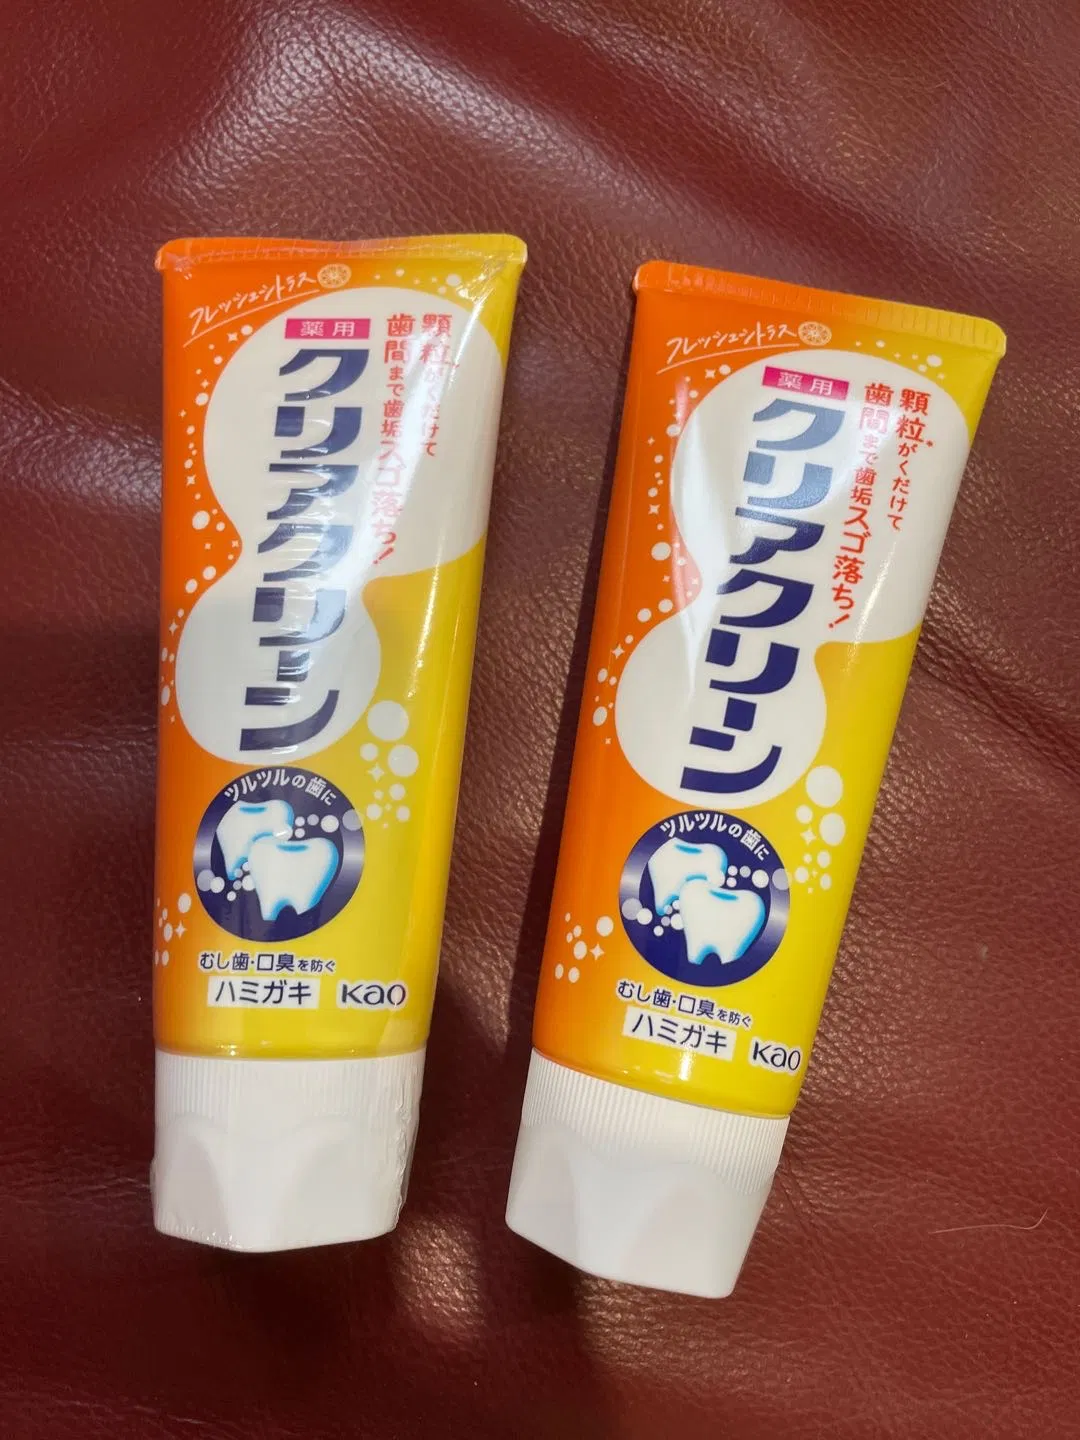 フレッシュシトラス
薬用
クリアクリーン
顆粒*がくだけて
歯間まで歯垢スゴ落ち!
ツルツルの歯に
むし歯・口臭を防ぐ
ハミガキ
Kao
フレッシュシトラス
薬用
クリアクリーン
顆粒*がくだけて
歯間まで歯垢スゴ落ち!
ツルツルの歯に
むし歯・口臭を防ぐ
ハミガキ
Kao